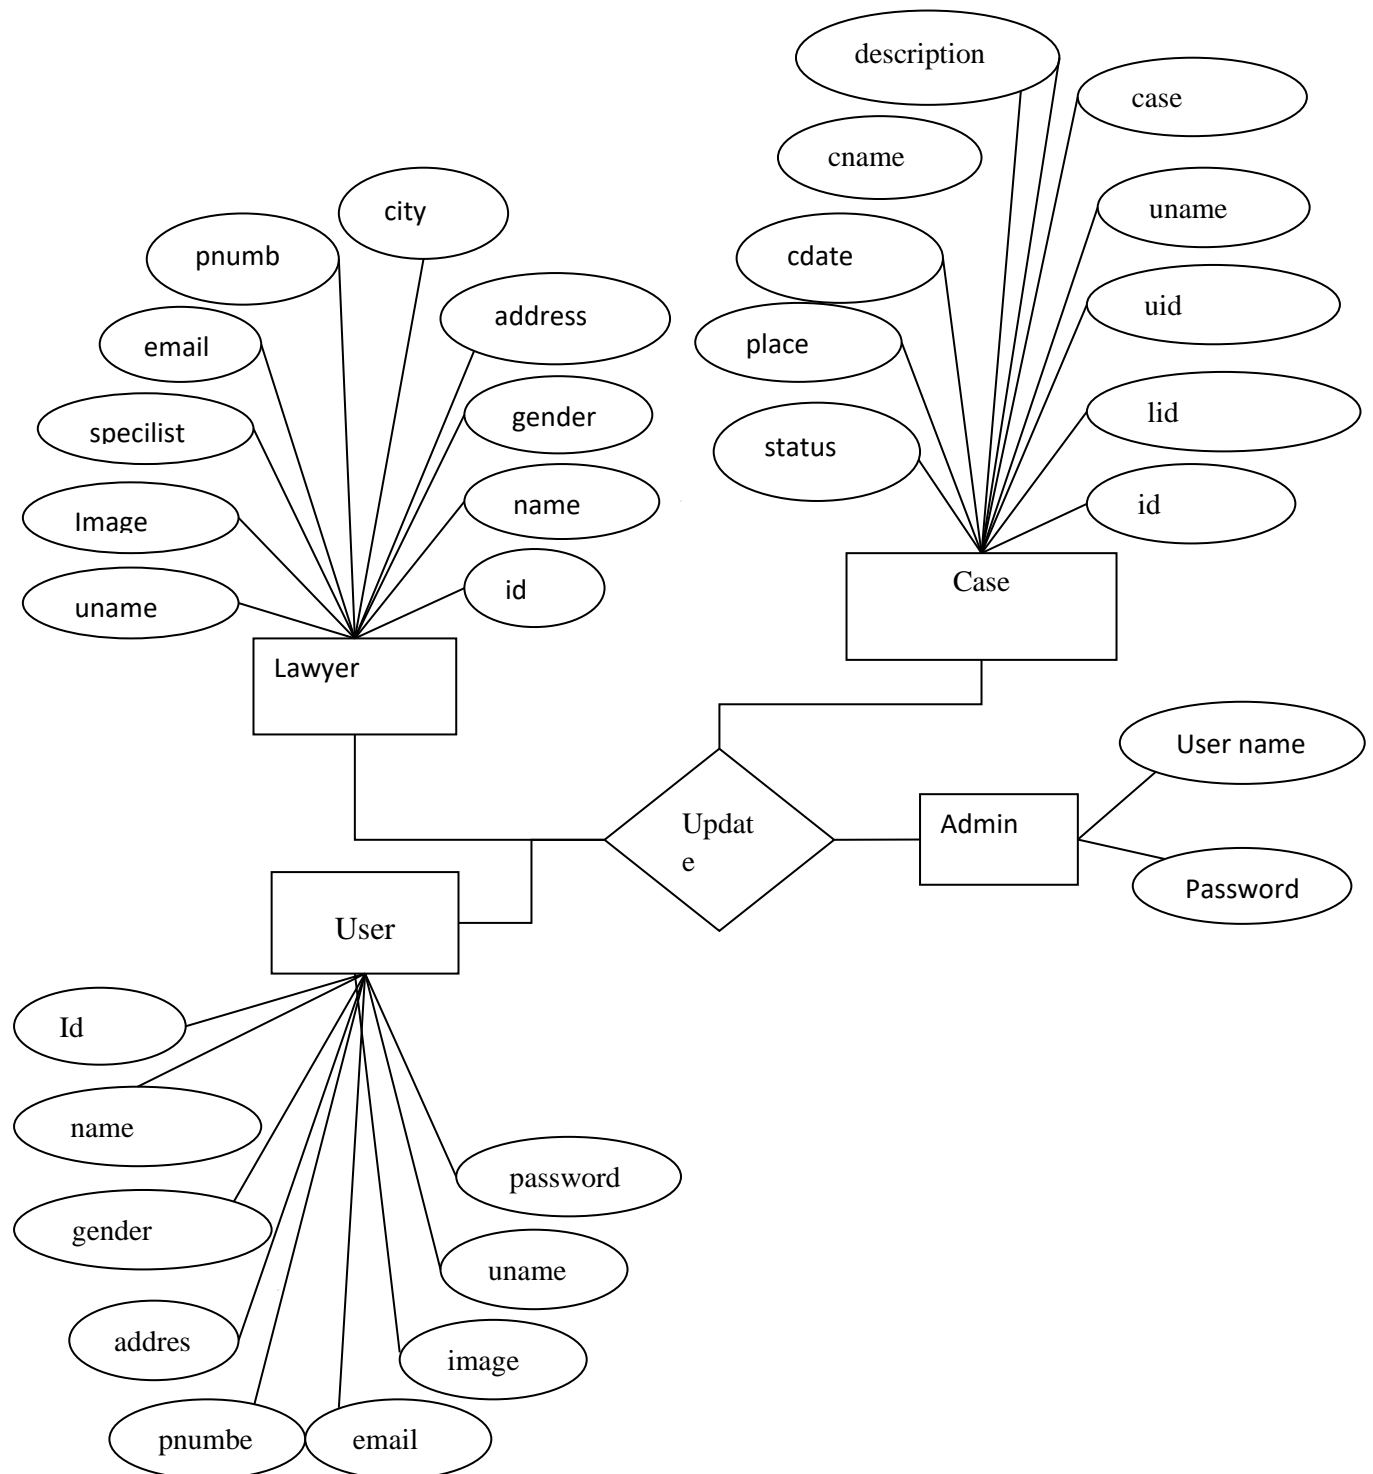 description
case
cname
uname
city
pnumb
cdate
uid
address
email
place
gender
lid
specilist
status
name
id
Image
Case
id
uname
Lawyer
User name
Updat
e
Admin
Password
User
Id
name
password
gender
uname
addres
image
pnumbe
email